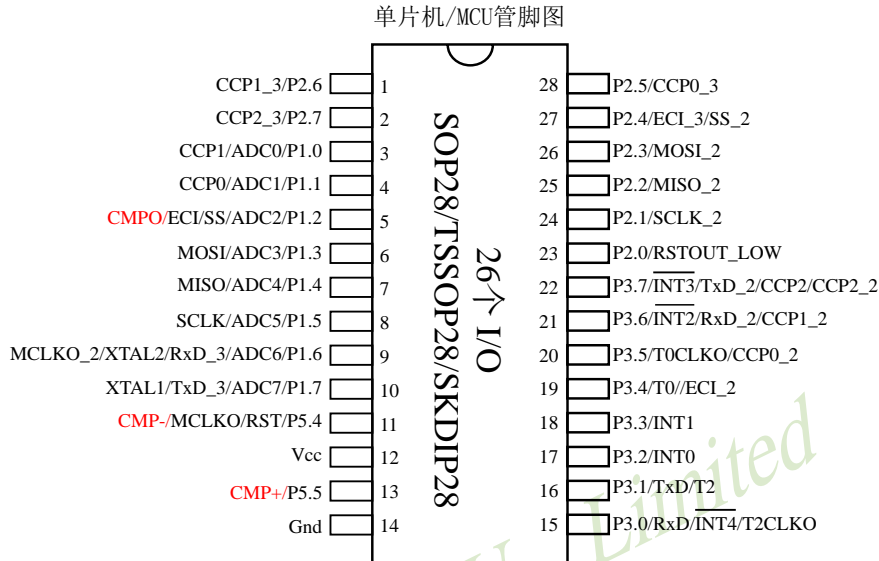 单片机/MCU管脚图
CCP1_3/P2.6 1
CCP2_3/P2.7 2
CCP1/ADC0/P1.0 3
CCP0/ADC1/P1.1 4
CMPO/ECI/SS/ADC2/P1.2 5
MOSI/ADC3/P1.3 6
MISO/ADC4/P1.4 7
SCLK/ADC5/P1.5 8
MCLKO_2/XTAL2/RxD_3/ADC6/P1.6 9
XTAL1/TxD_3/ADC7/P1.7 10
CMP-/MCLKO/RST/P5.4 11
Vcc 12
CMP+/P5.5 13
Gnd 14
SOP28/TSSOP28/SKDIP28
26个 I/O
28 P2.5/CCP0_3
27 P2.4/ECI_3/SS_2
26 P2.3/MOSI_2
25 P2.2/MISO_2
24 P2.1/SCLK_2
23 P2.0/RSTOUT_LOW
22 P3.7/INT3/TxD_2/CCP2/CCP2_2
21 P3.6/INT2/RxD_2/CCP1_2
20 P3.5/T0CLKO/CCP0_2
19 P3.4/T0//ECI_2
18 P3.3/INT1
17 P3.2/INT0
16 P3.1/TxD/T2
15 P3.0/RxD/INT4/T2CLKO
Limited